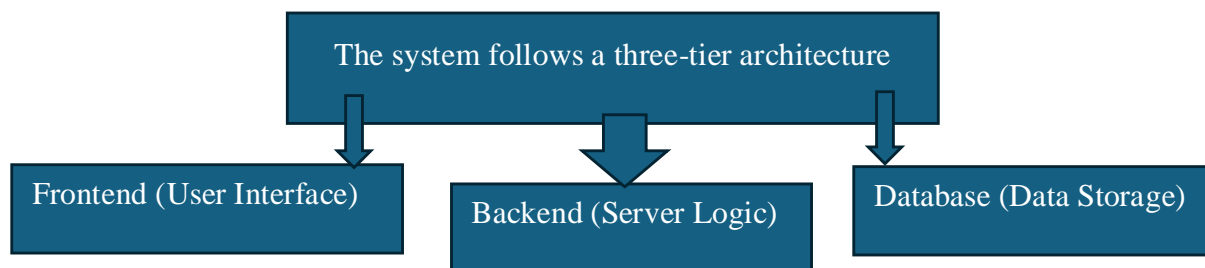 The system follows a three-tier architecture
Frontend (User Interface)
Backend (Server Logic)
Database (Data Storage)